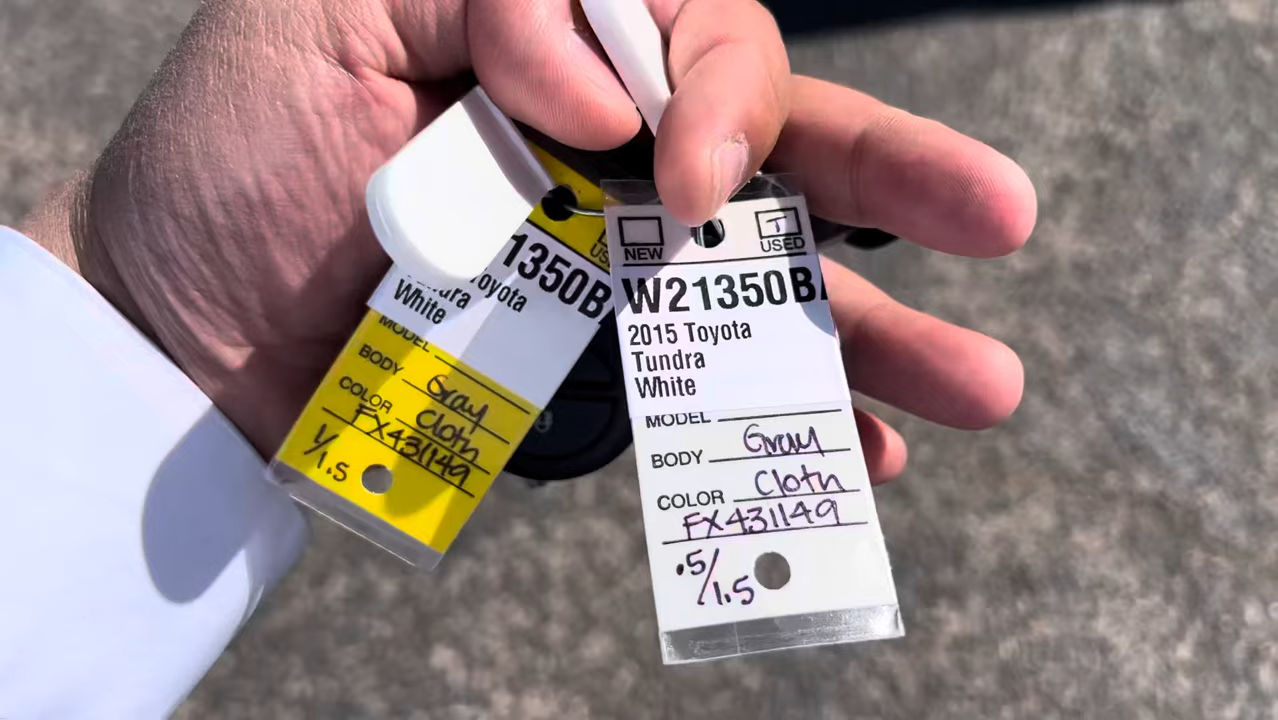 1350B
Toyota
White
MODEL
BODY Gray
COLOR Cloth
FX431149
1/1.5
NEW T USED
W21350B
2015 Toyota
Tundra
White
MODEL
BODY Gray
COLOR Cloth
FX431149
.5/1.5